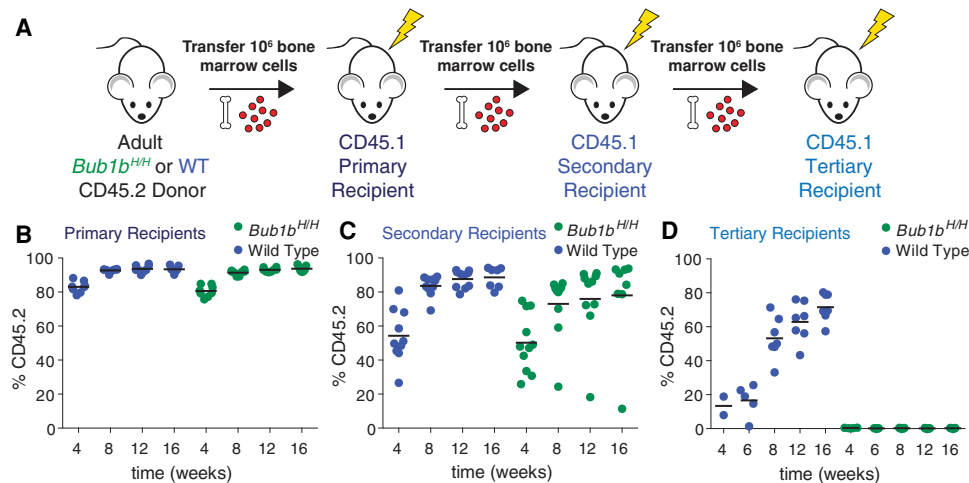 A
Transfer 10⁶ bone
marrow cells
Transfer 10⁶ bone
marrow cells
Transfer 10⁶ bone
marrow cells
Adult
Bub1b^H/H or WT
CD45.2 Donor
CD45.1
Primary
Recipient
CD45.1
Secondary
Recipient
CD45.1
Tertiary
Recipient
B
Primary Recipients
Bub1b^H/H
Wild Type
% CD45.2
100
80
60
40
20
0
4 8 12 16 4 8 12 16
time (weeks)
C
Secondary Recipients
Bub1b^H/H
Wild Type
% CD45.2
100
80
60
40
20
0
4 8 12 16 4 8 12 16
time (weeks)
D
Tertiary Recipients
Bub1b^H/H
Wild Type
% CD45.2
100
80
60
40
20
0
4 6 8 12 16 4 6 8 12 16
time (weeks)